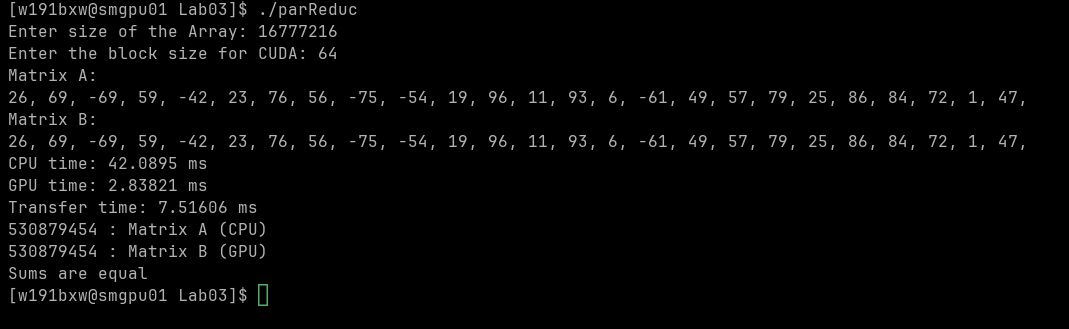 [w191bxw@smgpu01 Lab03]$ ./parReduc
Enter size of the Array: 16777216
Enter the block size for CUDA: 64
Matrix A:
26, 69, -69, 59, -42, 23, 76, 56, -75, -54, 19, 96, 11, 93, 6, -61, 49, 57, 79, 25, 86, 84, 72, 1, 47,
Matrix B:
26, 69, -69, 59, -42, 23, 76, 56, -75, -54, 19, 96, 11, 93, 6, -61, 49, 57, 79, 25, 86, 84, 72, 1, 47,
CPU time: 42.0895 ms
GPU time: 2.83821 ms
Transfer time: 7.51606 ms
530879454 : Matrix A (CPU)
530879454 : Matrix B (GPU)
Sums are equal
[w191bxw@smgpu01 Lab03]$